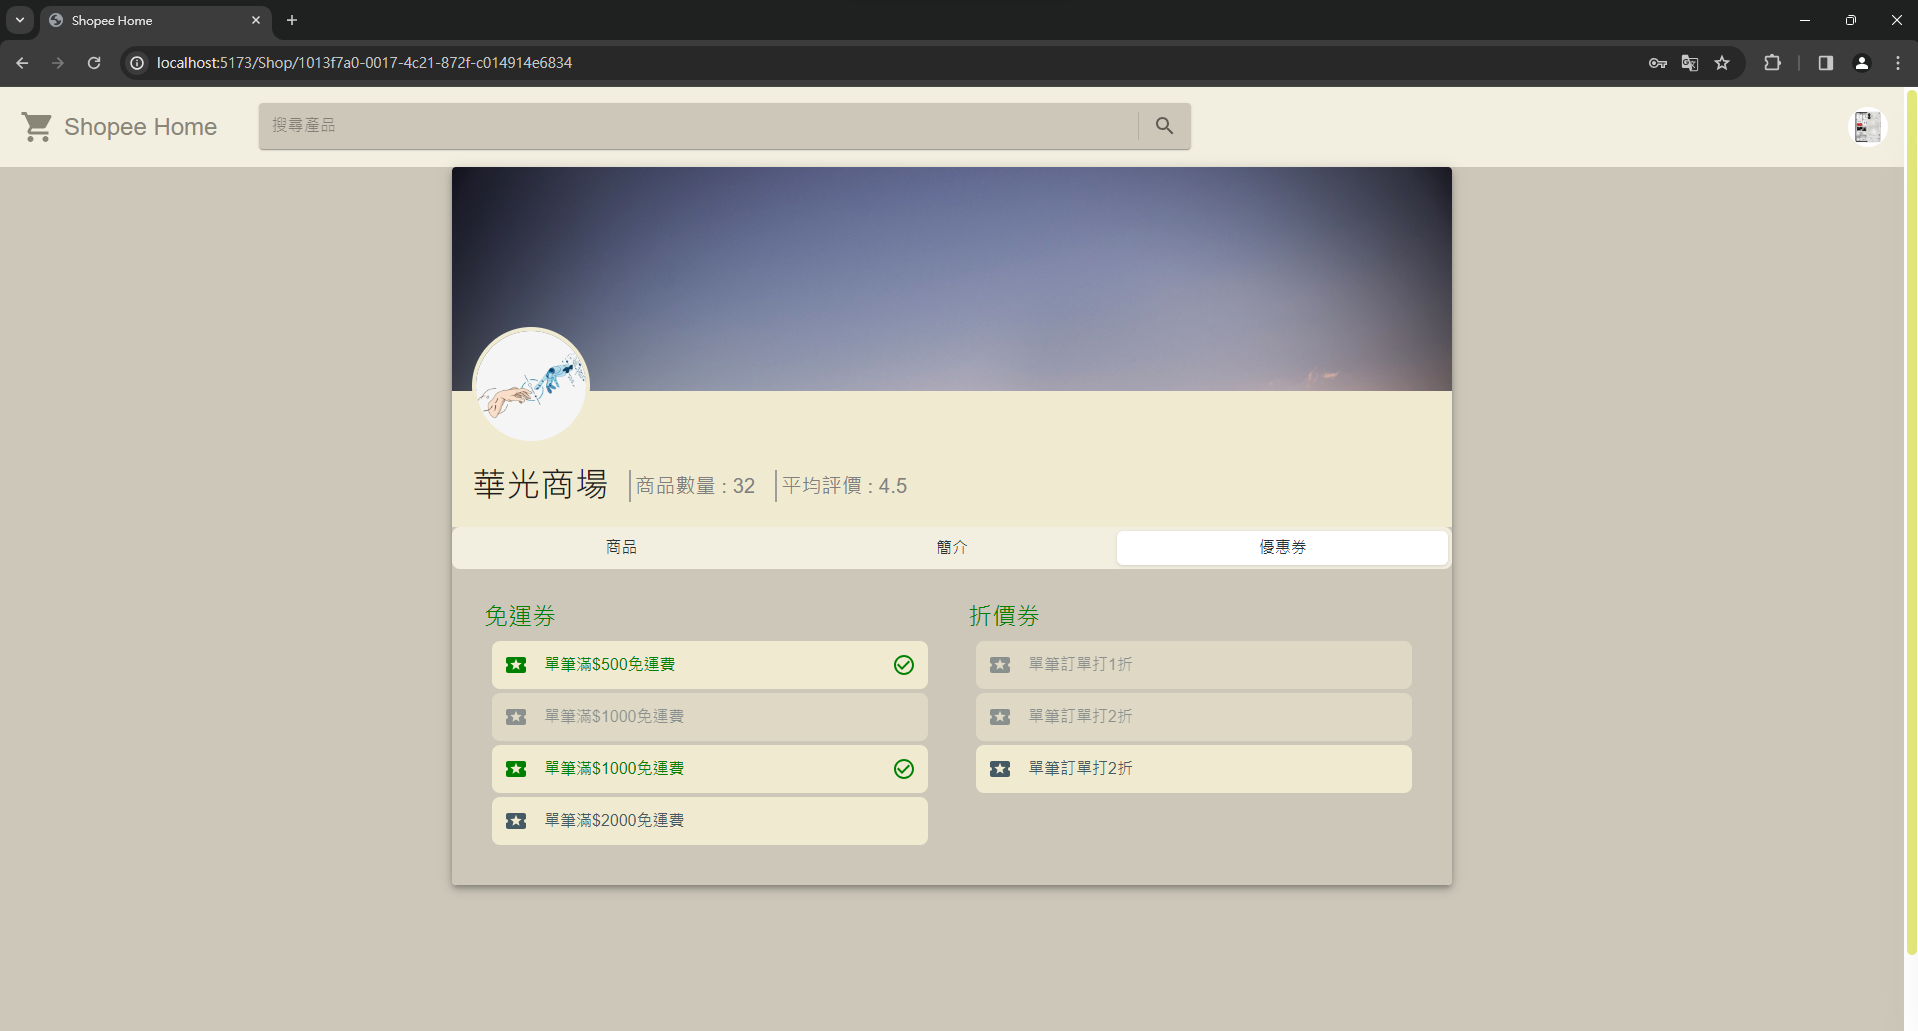 Shopee Home
localhost:5173/Shop/1013f7a0-0017-4c21-872f-c014914e6834
Shopee Home
搜尋產品
華光商場
商品數量 : 32
平均評價 : 4.5
商品
簡介
優惠券
免運券
單筆滿$500免運費
單筆滿$1000免運費
單筆滿$1000免運費
單筆滿$2000免運費
折價券
單筆訂單打1折
單筆訂單打2折
單筆訂單打2折